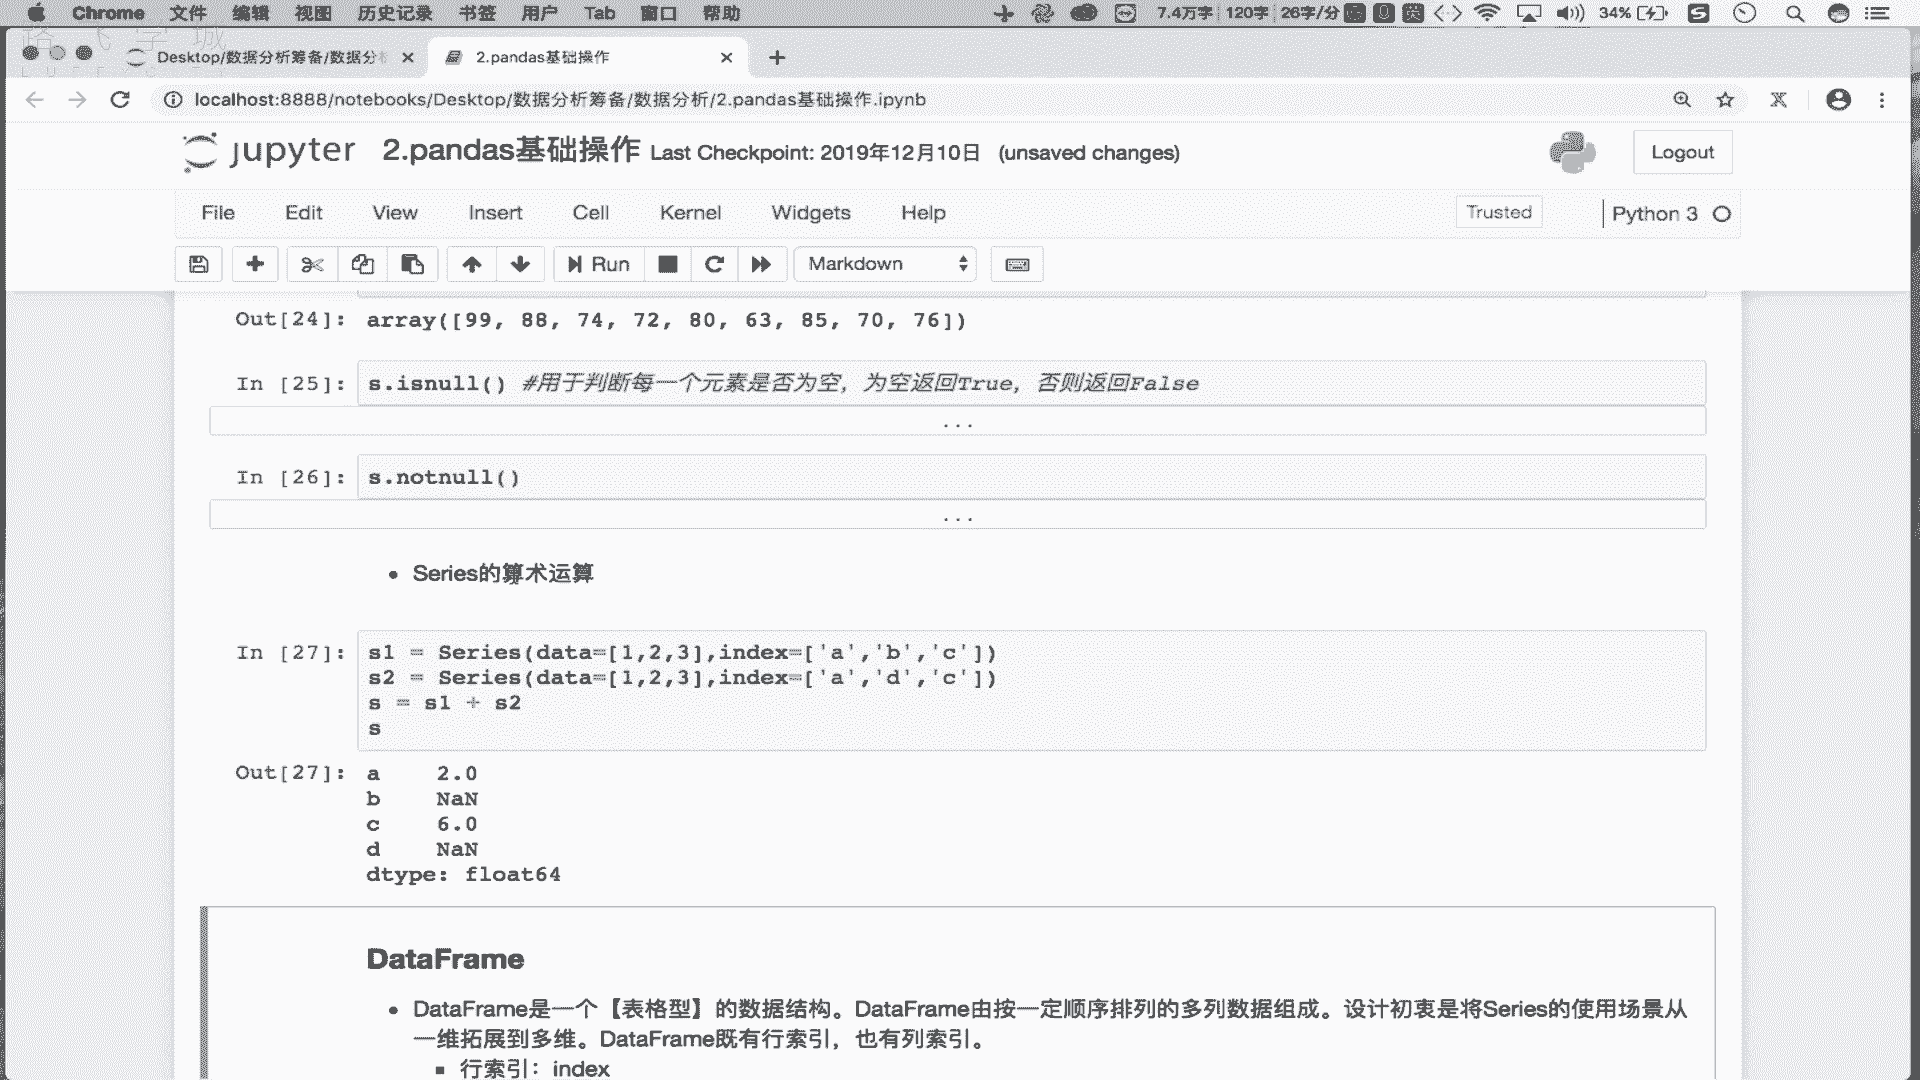 Chrome 文件 编辑 视图 历史记录 书签 用户 Tab 窗口 帮助 7.4万字 120字 26字/分 英 34%
路飞学城
Desktop/数据分析筹备/数据分析 2.pandas基础操作
localhost:8888/notebooks/Desktop/数据分析筹备/数据分析/2.pandas基础操作.ipynb
jupyter 2.pandas基础操作 Last Checkpoint: 2019年12月10日 (unsaved changes) Logout
File Edit View Insert Cell Kernel Widgets Help Trusted Python 3
Run Markdown
Out[24]: array([99, 88, 74, 72, 80, 63, 85, 70, 76])
In [25]: s.isnull() #用于判断每一个元素是否为空，为空返回True，否则返回False
...
In [26]: s.notnull()
...
• Series的算术运算
In [27]: s1 = Series(data=[1,2,3],index=['a','b','c'])
s2 = Series(data=[1,2,3],index=['a','d','c'])
s = s1 + s2
s
Out[27]: a 2.0
b NaN
c 6.0
d NaN
dtype: float64
DataFrame
• DataFrame是一个【表格型】的数据结构。DataFrame由按一定顺序排列的多列数据组成。设计初衷是将Series的使用场景从
一维拓展到多维。DataFrame既有行索引，也有列索引。
▪ 行索引：index